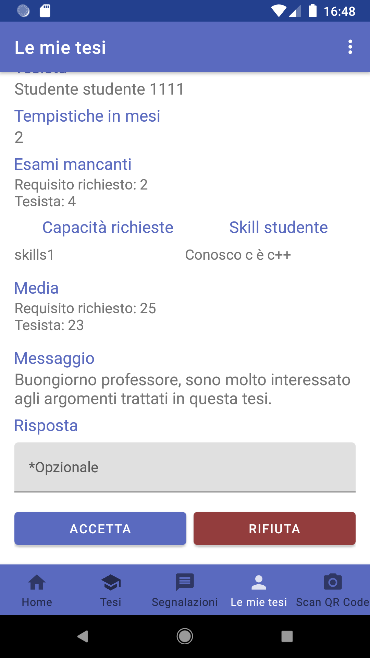 16:48
Le mie tesi
Studente studente 1111
Tempistiche in mesi
2
Esami mancanti
Requisito richiesto: 2
Tesista: 4
Capacità richieste Skill studente
skills1 Conosco c è c++
Media
Requisito richiesto: 25
Tesista: 23
Messaggio
Buongiorno professore, sono molto interessato
agli argomenti trattati in questa tesi.
Risposta
*Opzionale
ACCETTA RIFIUTA
Home Tesi Segnalazioni Le mie tesi Scan QR Code